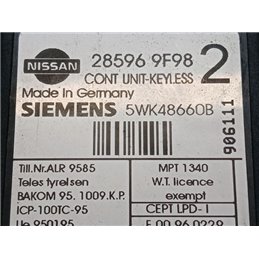 NISSAN
28596 9F98 2
CONT UNIT-KEYLESS
Made in Germany
SIEMENS 5WK48660B
906111
Till.Nr.ALR 9585
Teles tyrelsen
BAKOM 95. 1009.K.P.
ICP-100TC-95
MPT 1340
W.T. licence
exempt
CEPT LPD- I